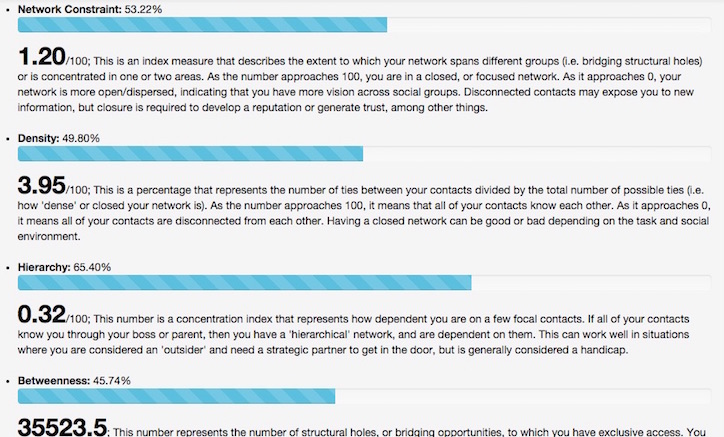 • Network Constraint: 53.22%
1.20/100; This is an index measure that describes the extent to which your network spans different groups (i.e. bridging structural holes)
or is concentrated in one or two areas. As the number approaches 100, you are in a closed, or focused network. As it approaches 0, your
network is more open/dispersed, indicating that you have more vision across social groups. Disconnected contacts may expose you to new
information, but closure is required to develop a reputation or generate trust, among other things.
• Density: 49.80%
3.95/100; This is a percentage that represents the number of ties between your contacts divided by the total number of possible ties (i.e.
how 'dense' or closed your network is). As the number approaches 100, it means that all of your contacts know each other. As it approaches 0,
it means all of your contacts are disconnected from each other. Having a closed network can be good or bad depending on the task and social
environment.
• Hierarchy: 65.40%
0.32/100; This number is a concentration index that represents how dependent you are on a few focal contacts. If all of your contacts
know you through your boss or parent, then you have a 'hierarchical' network, and are dependent on them. This can work well in situations
where you are considered an 'outsider' and need a strategic partner to get in the door, but is generally considered a handicap.
• Betweenness: 45.74%
35523.5; This number represents the number of structural holes, or bridging opportunities, to which you have exclusive access. You